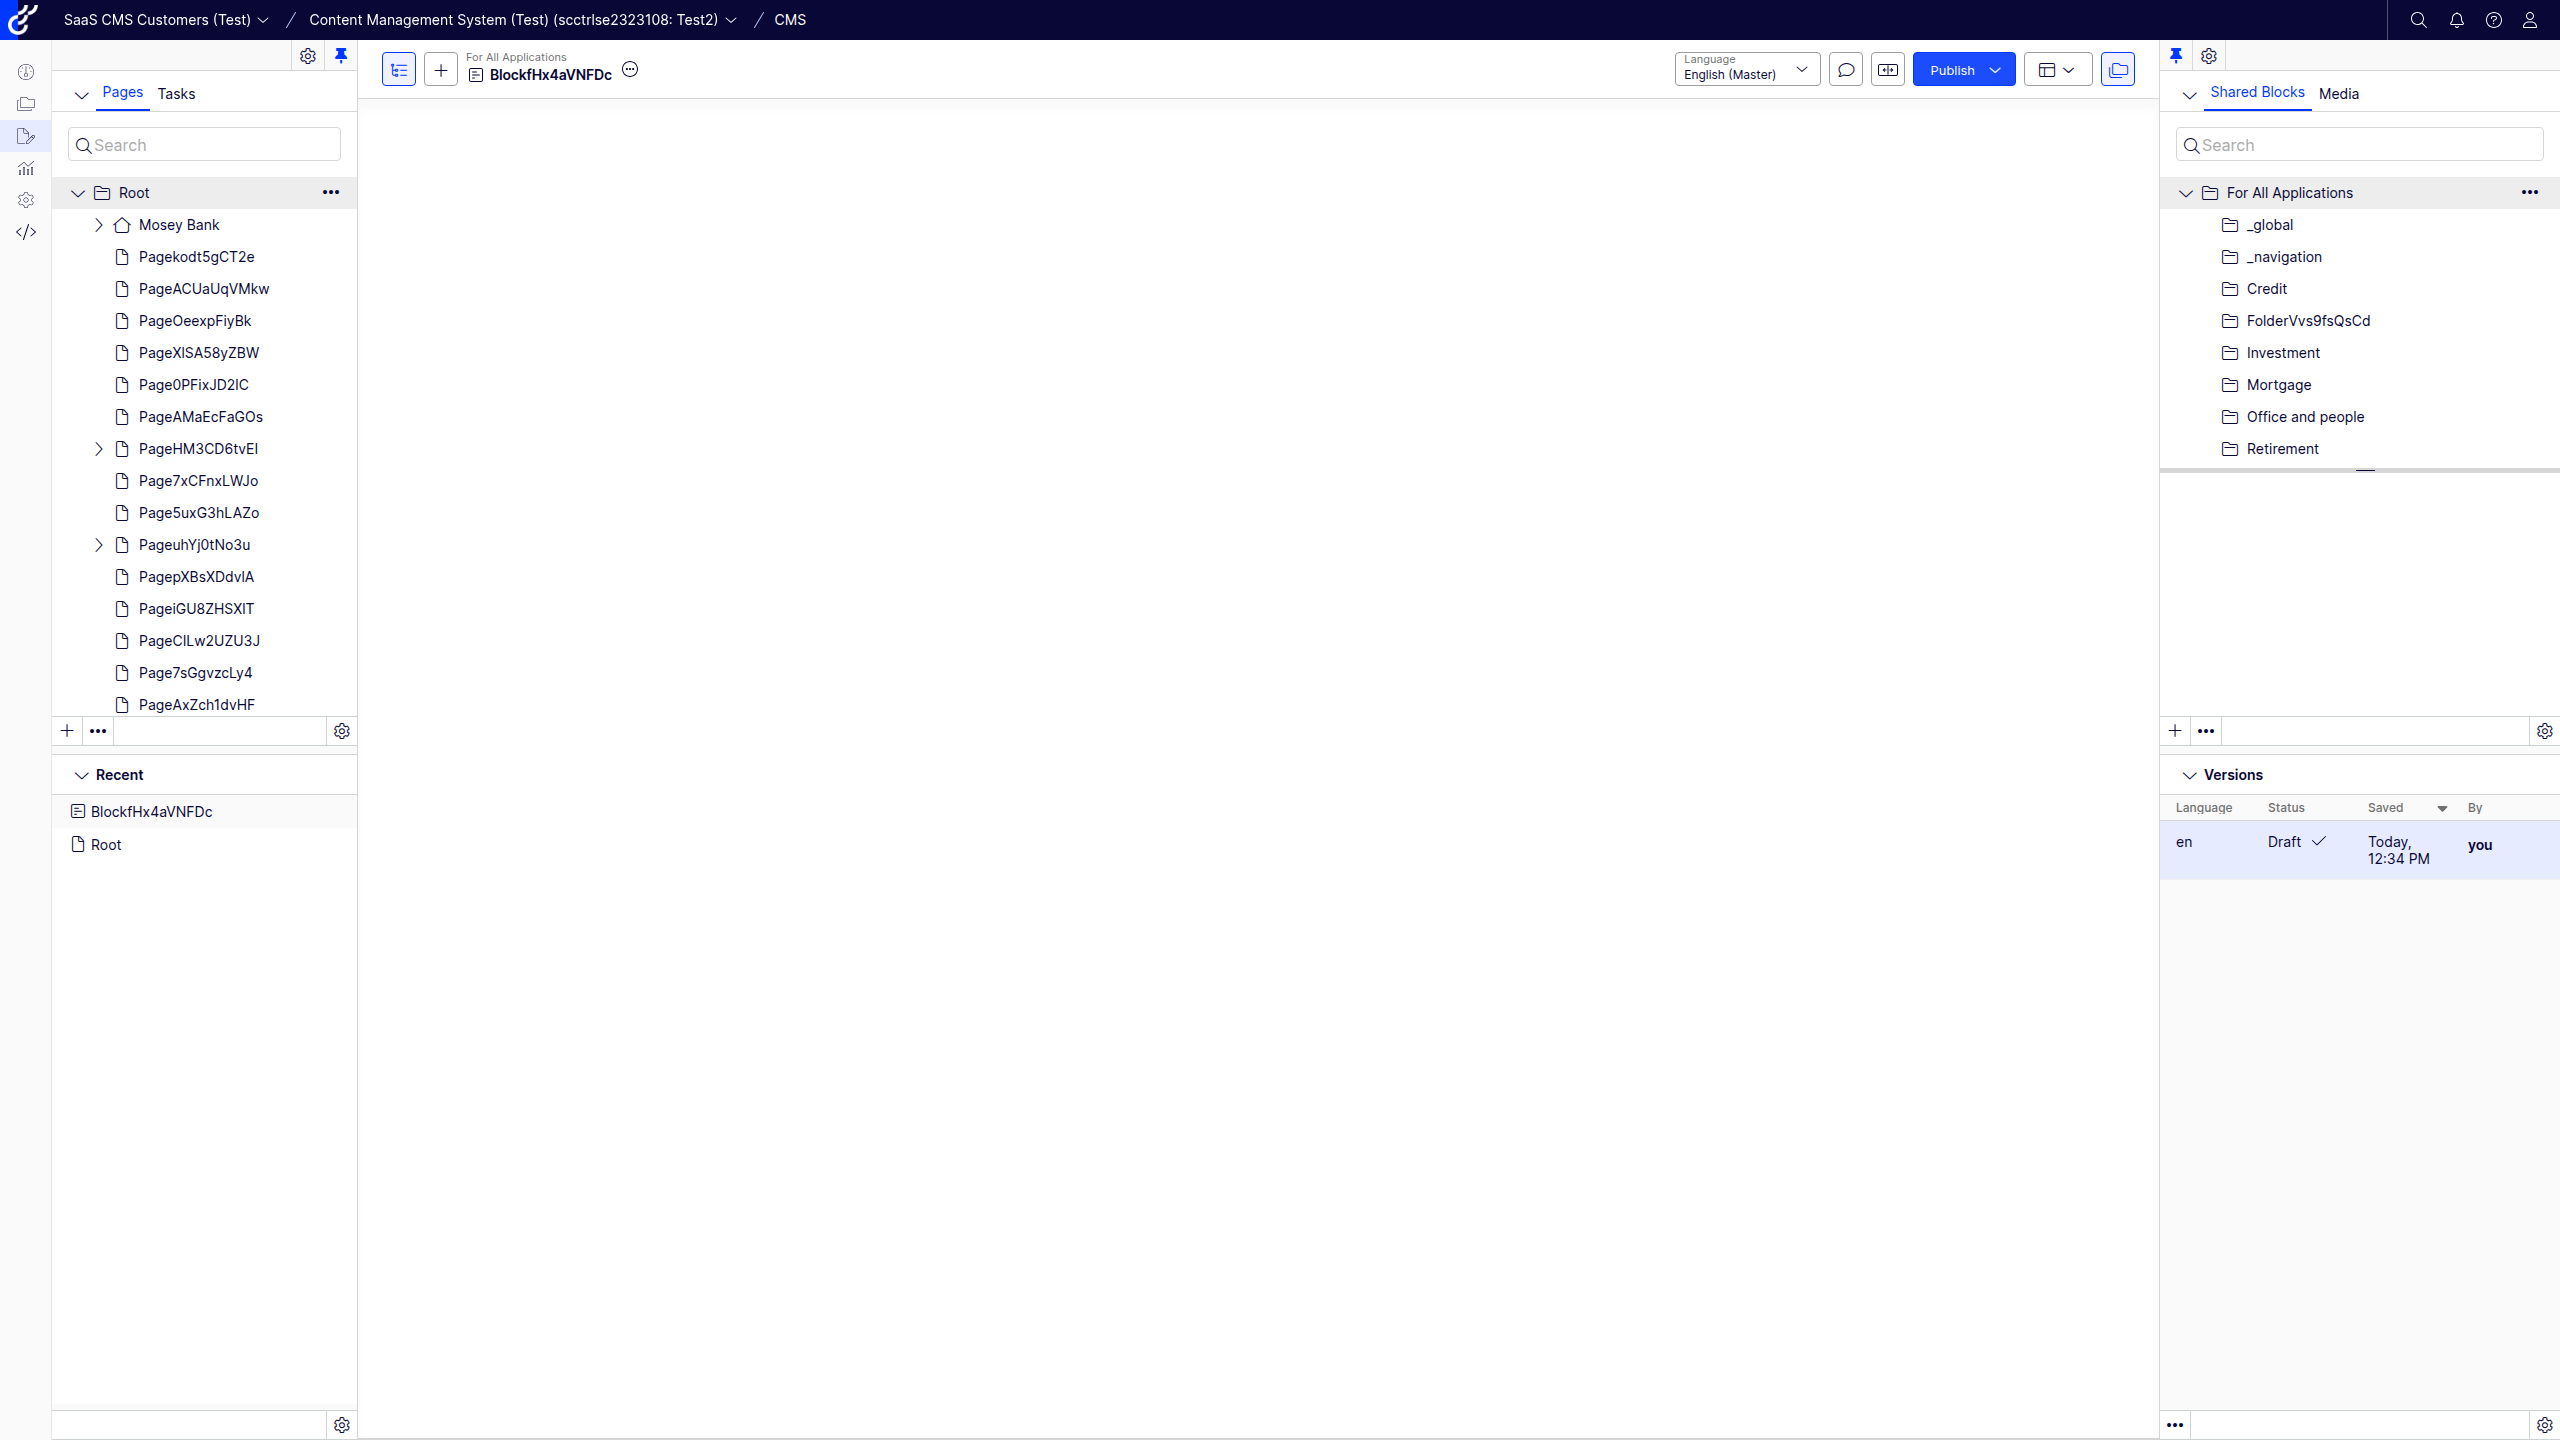 SaaS CMS Customers (Test) / Content Management System (Test) (scctrlse2323108: Test2) / CMS
Pages Tasks
Search
Root
Mosey Bank
Pagekodt5gCT2e
PageACUaUqVMkw
PageOeexpFiyBk
PageXlSA58yZBW
Page0PFixJD2lC
PageAMaEcFaGOs
PageHM3CD6tvEl
Page7xCFnxLWJo
Page5uxG3hLAZo
PageuhYj0tNo3u
PagepXBsXDdvlA
PageiGU8ZHSXlT
PageClLw2UZU3J
Page7sGgvzcLy4
PageAxZch1dvHF
Recent
BlockfHx4aVNFDc
Root
For All Applications
BlockfHx4aVNFDc
Language
English (Master)
Publish
Shared Blocks Media
Search
For All Applications
_global
_navigation
Credit
FolderVvs9fsQsCd
Investment
Mortgage
Office and people
Retirement
Versions
Language Status Saved By
en Draft Today, 12:34 PM you